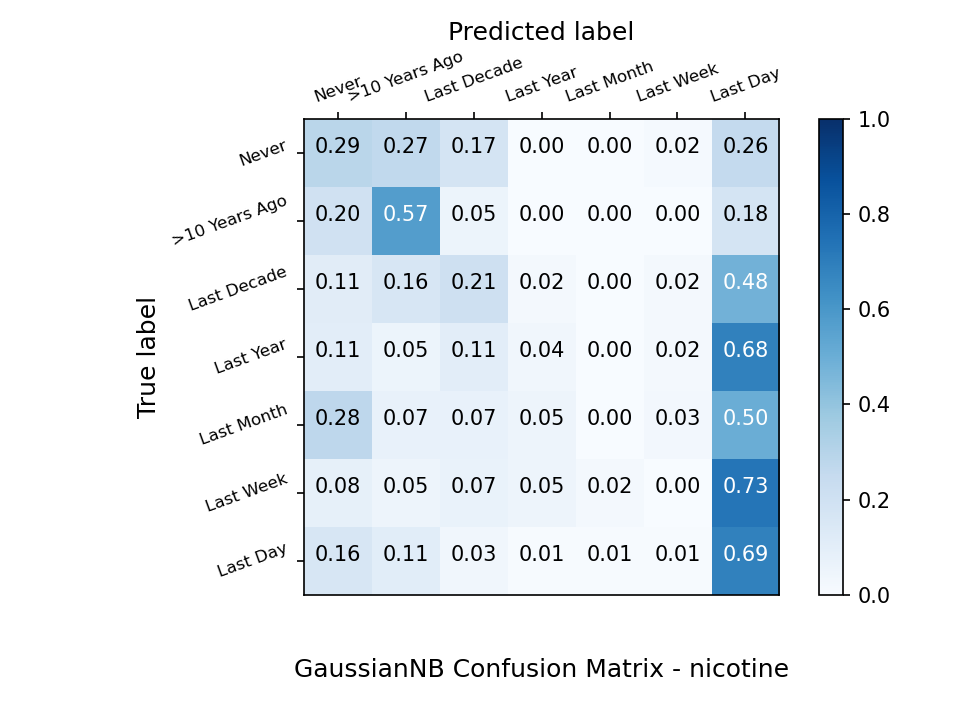 Predicted label
Never >10 Years Ago Last Decade Last Year Last Month Last Week Last Day
Never 0.29 0.27 0.17 0.00 0.00 0.02 0.26
>10 Years Ago 0.20 0.57 0.05 0.00 0.00 0.00 0.18
Last Decade 0.11 0.16 0.21 0.02 0.00 0.02 0.48
Last Year 0.11 0.05 0.11 0.04 0.00 0.02 0.68
Last Month 0.28 0.07 0.07 0.05 0.00 0.03 0.50
Last Week 0.08 0.05 0.07 0.05 0.02 0.00 0.73
Last Day 0.16 0.11 0.03 0.01 0.01 0.01 0.69
True label
1.0
0.8
0.6
0.4
0.2
0.0
GaussianNB Confusion Matrix - nicotine